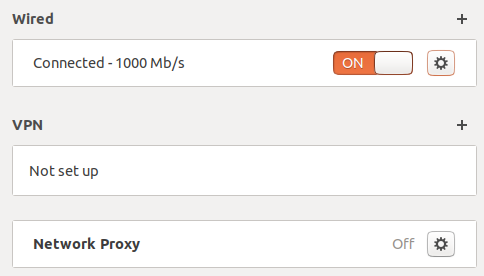 Wired
Connected - 1000 Mb/s
ON
VPN
Not set up
Network Proxy
Off